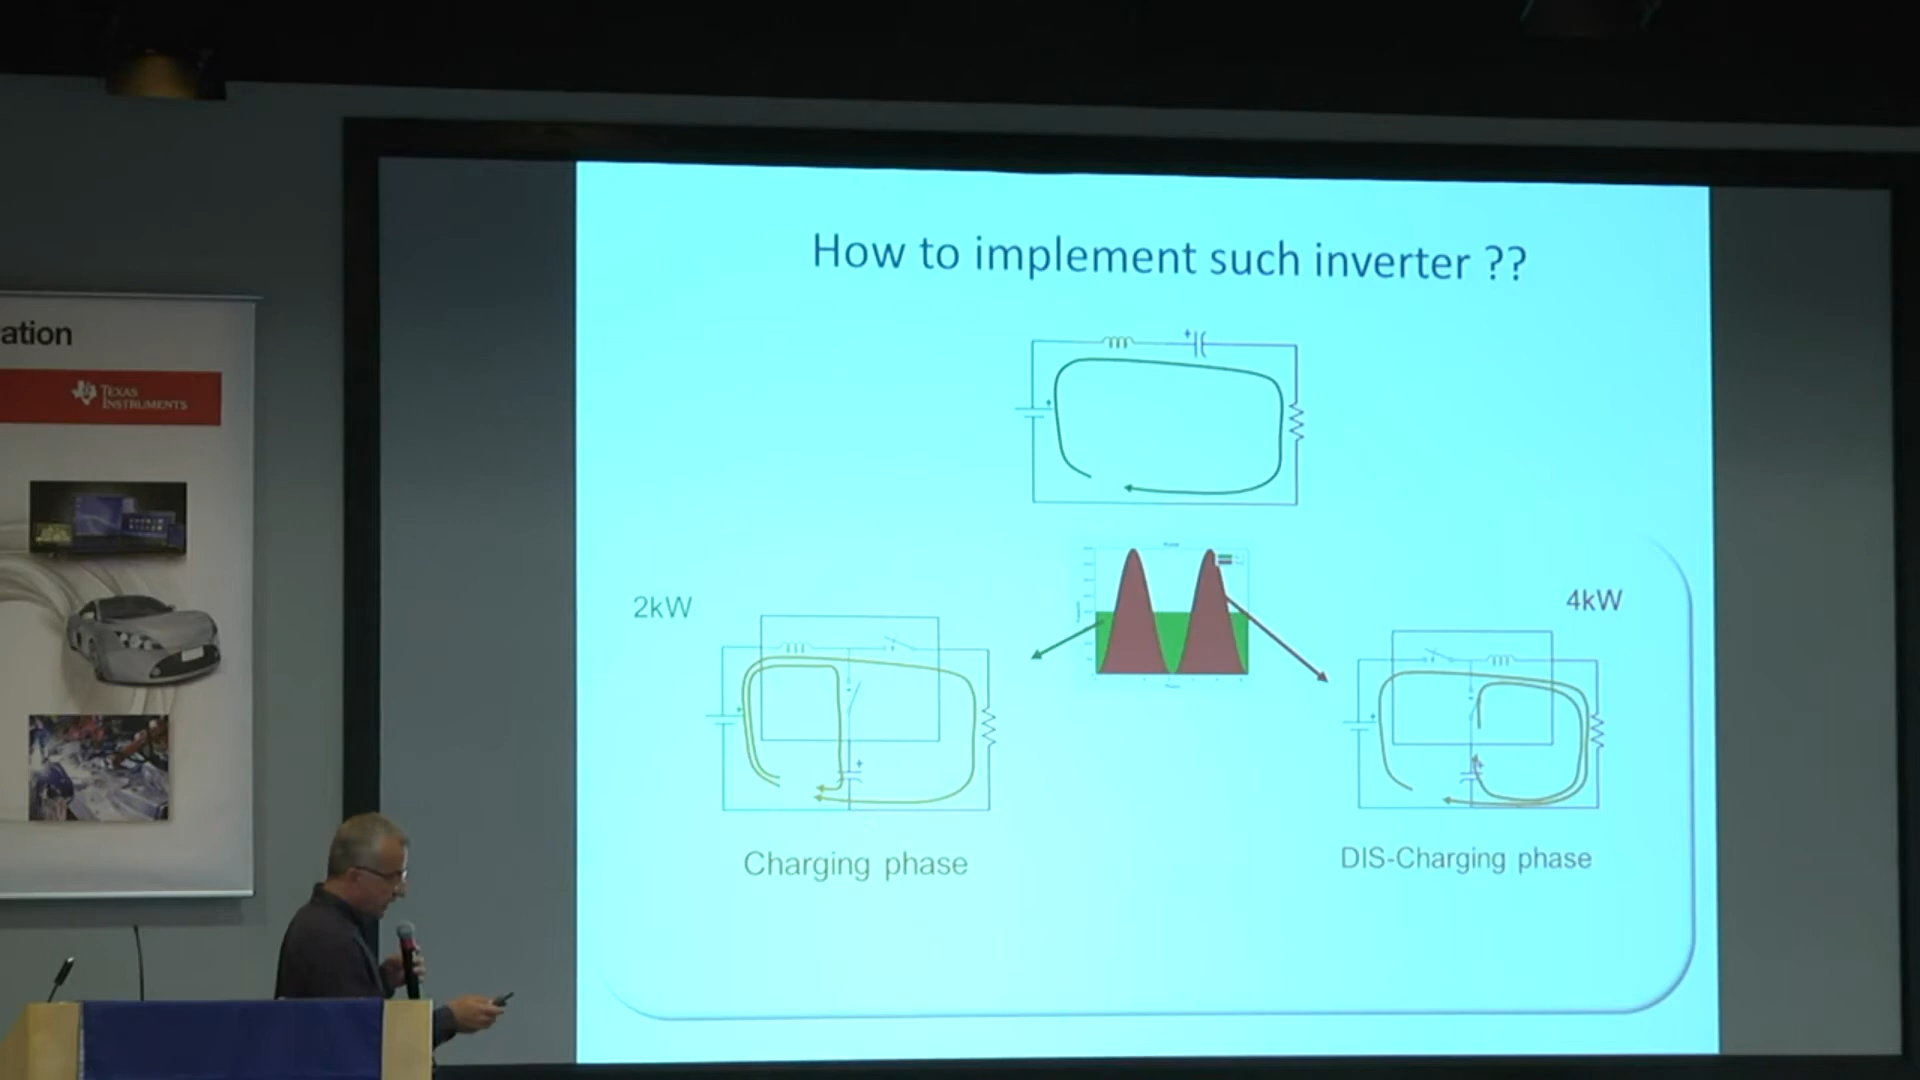 How to implement such inverter ??
ation
TEXAS
INSTRUMENTS
2kW
4kW
Charging phase
DIS-Charging phase